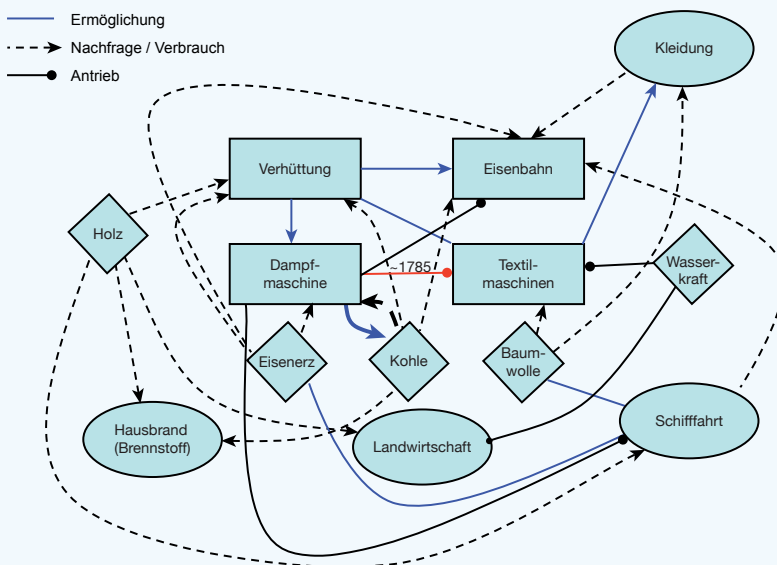 Ermöglichung
Nachfrage / Verbrauch
Antrieb
Kleidung
Verhüttung
Eisenbahn
Holz
Dampf-
maschine
~1785
Textil-
maschinen
Wasser-
kraft
Eisenerz
Kohle
Baum-
wolle
Hausbrand
(Brennstoff)
Landwirtschaft
Schifffahrt